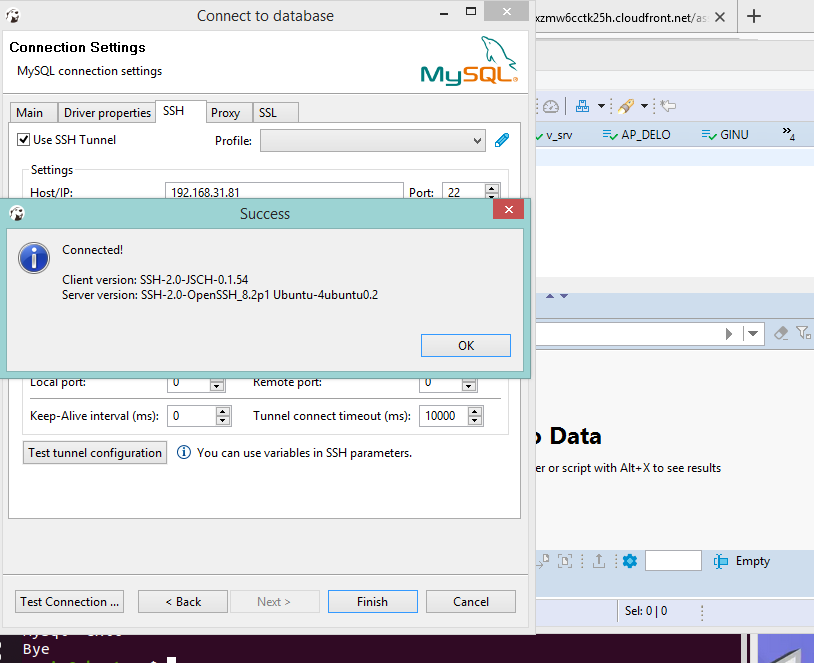 Connect to database
xzmw6cctk25h.cloudfront.net/as
Connection Settings
MySQL connection settings
MySQL
Main
Driver properties
SSH
Proxy
SSL
v_srv
AP_DELO
GINU
»4
Use SSH Tunnel
Profile:
Settings
Host/IP:
192.168.31.81
Port:
22
Success
Connected!
Client version: SSH-2.0-JSCH-0.1.54
Server version: SSH-2.0-OpenSSH_8.2p1 Ubuntu-4ubuntu0.2
OK
Local port:
0
Remote port:
0
Keep-Alive interval (ms):
0
Tunnel connect timeout (ms):
10000
Data
Test tunnel configuration
You can use variables in SSH parameters.
er or script with Alt+X to see results
Empty
Test Connection ...
< Back
Next >
Finish
Cancel
Sel: 0 | 0
Bye